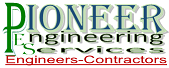 PIONEER
Engineering
Services
Engineers-Contractors